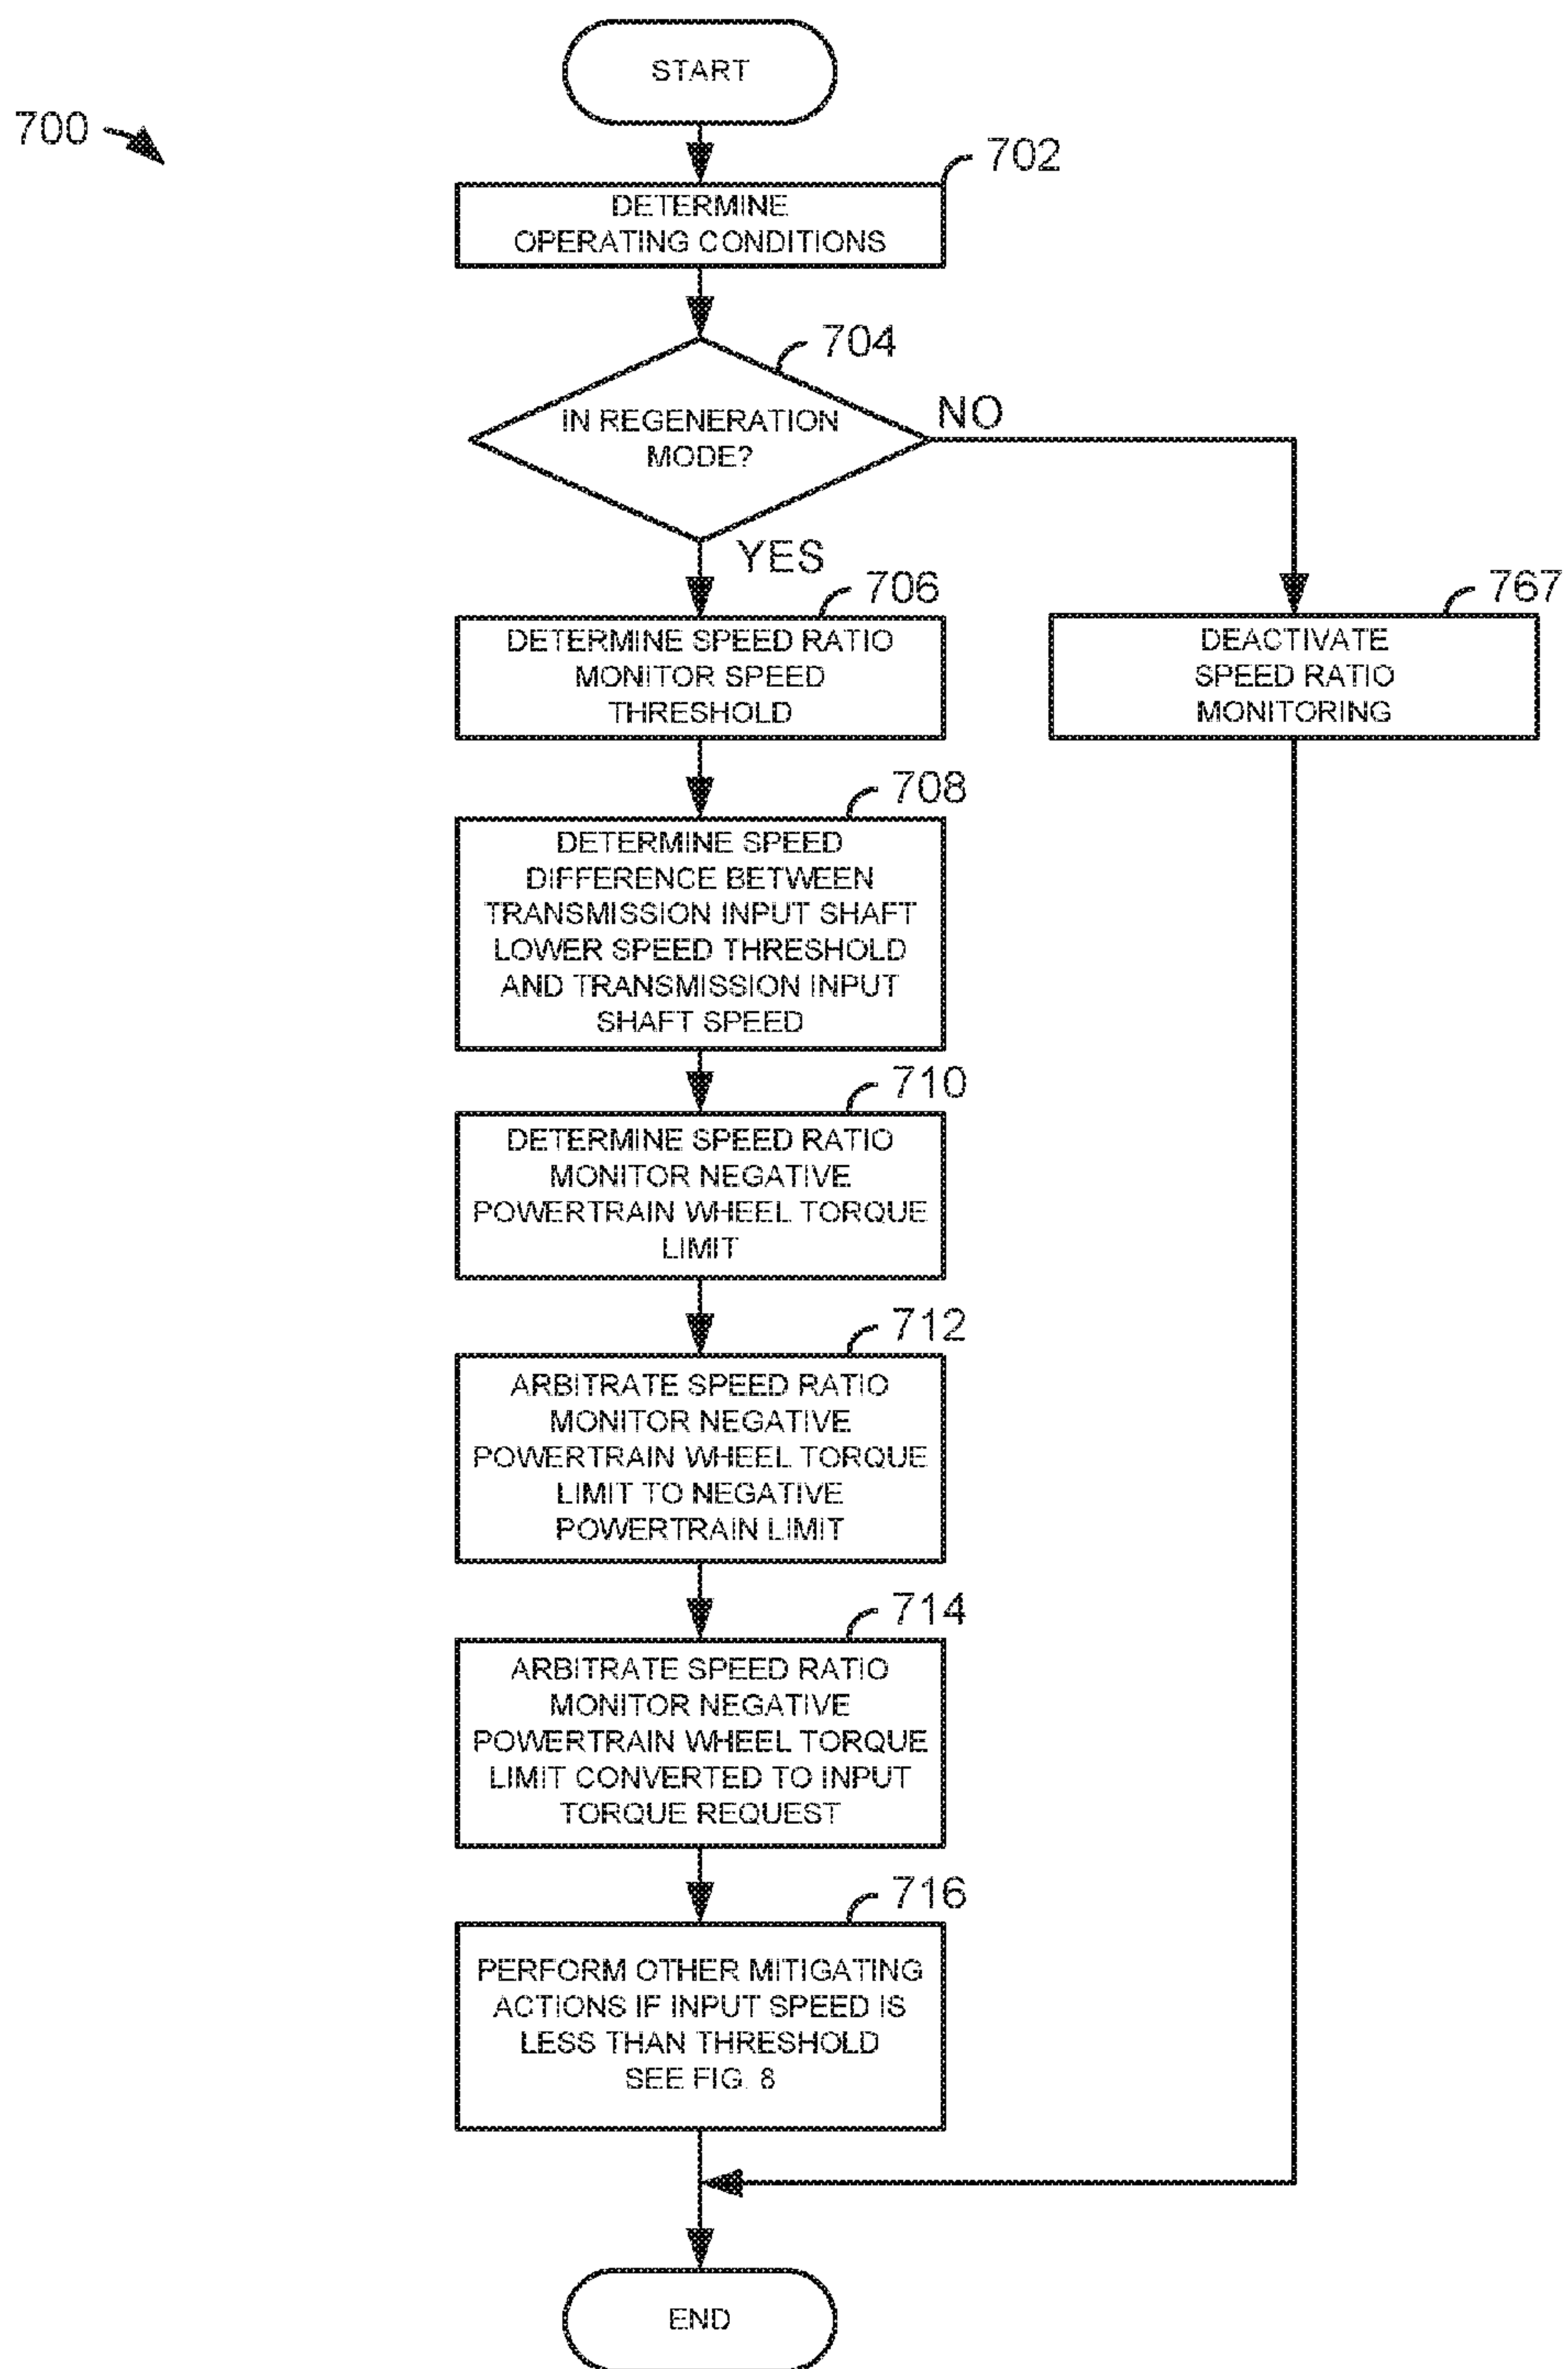 START
700
702
DETERMINE
OPERATING CONDITIONS
704
IN REGENERATION
MODE?
NO
YES
706
DETERMINE SPEED RATIO
MONITOR SPEED
THRESHOLD
767
DEACTIVATE
SPEED RATIO
MONITORING
708
DETERMINE SPEED
DIFFERENCE BETWEEN
TRANSMISSION INPUT SHAFT
LOWER SPEED THRESHOLD
AND TRANSMISSION INPUT
SHAFT SPEED
710
DETERMINE SPEED RATIO
MONITOR NEGATIVE
POWERTRAIN WHEEL TORQUE
LIMIT
712
ARBITRATE SPEED RATIO
MONITOR NEGATIVE
POWERTRAIN WHEEL TORQUE
LIMIT TO NEGATIVE
POWERTRAIN LIMIT
714
ARBITRATE SPEED RATIO
MONITOR NEGATIVE
POWERTRAIN WHEEL TORQUE
LIMIT CONVERTED TO INPUT
TORQUE REQUEST
716
PERFORM OTHER MITIGATING
ACTIONS IF INPUT SPEED IS
LESS THAN THRESHOLD
SEE FIG. 8
END